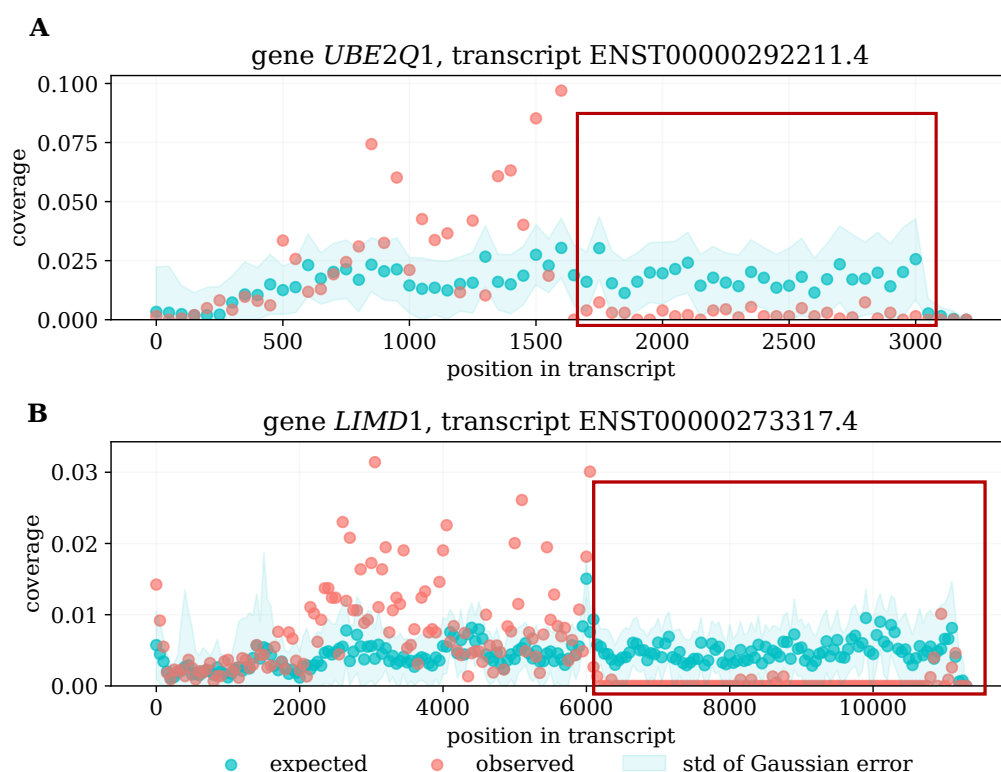 A
gene UBE2Q1, transcript ENST00000292211.4
0.100
0.075
0.050
0.025
0.000
coverage
0 500 1000 1500 2000 2500 3000
position in transcript
B
gene LIMD1, transcript ENST00000273317.4
0.03
0.02
0.01
0.00
coverage
0 2000 4000 6000 8000 10000
position in transcript
expected observed std of Gaussian error